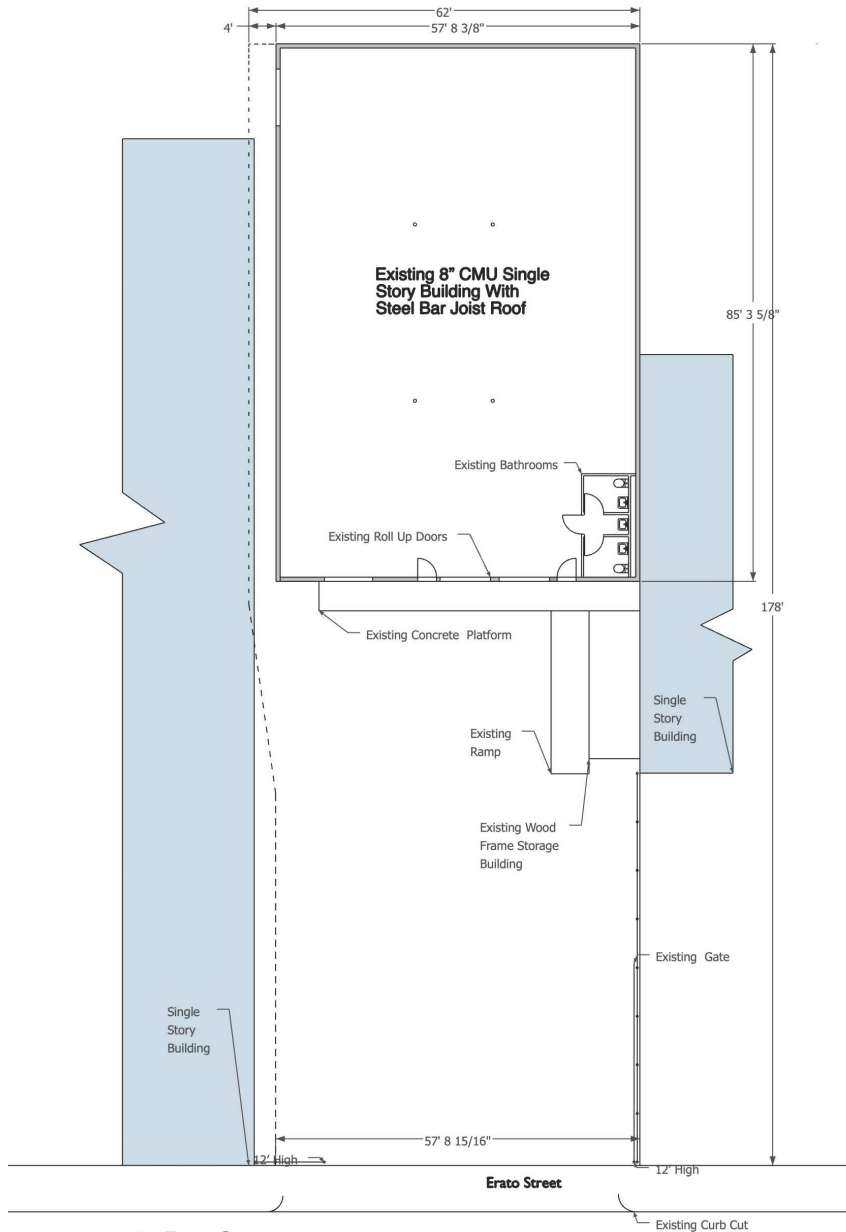 62'
4'
57' 8 3/8"
Existing 8" CMU Single
Story Building With
Steel Bar Joist Roof
85' 3 5/8"
Existing Bathrooms
Existing Roll Up Doors
178'
Existing Concrete Platform
Single
Story
Building
Existing
Ramp
Existing Wood
Frame Storage
Building
Existing Gate
Single
Story
Building
57' 8 15/16"
12' High
12' High
Erato Street
Existing Curb Cut